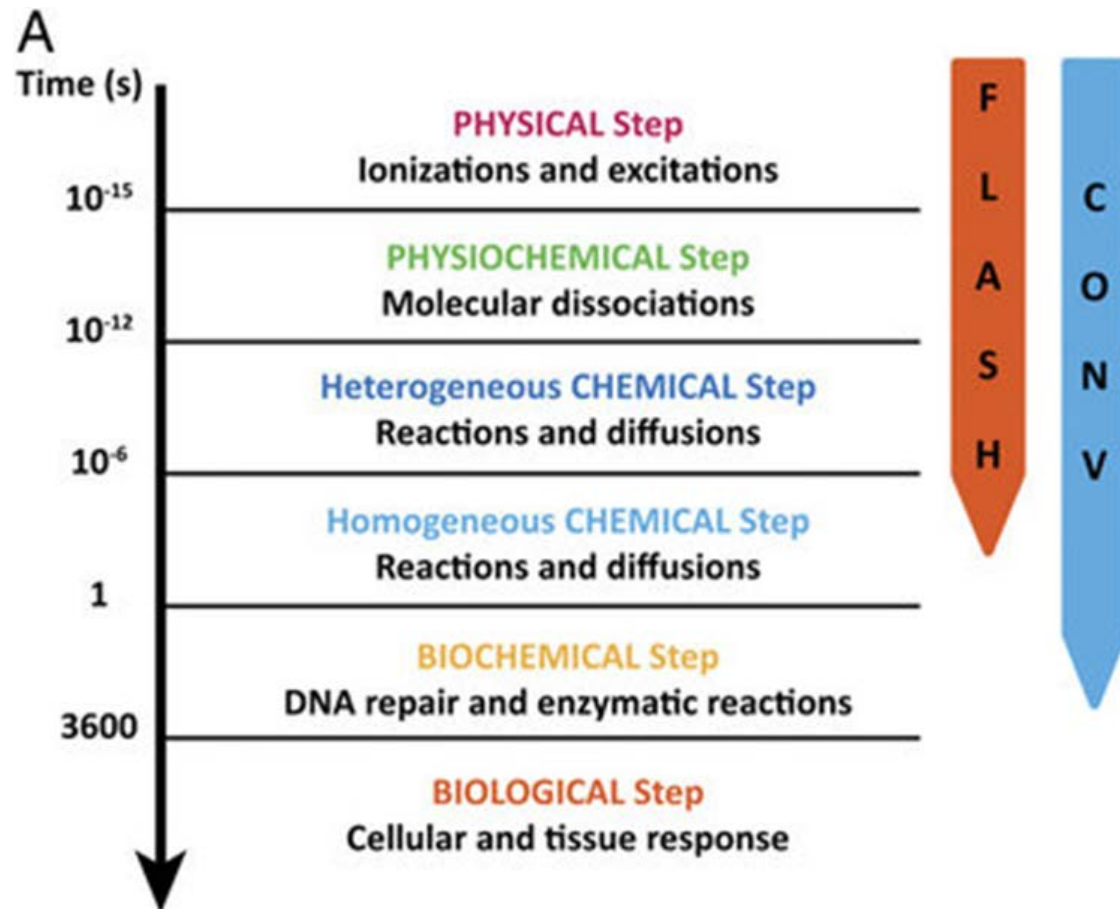 A
Time (s)
PHYSICAL Step
Ionizations and excitations
10⁻¹⁵
PHYSIOCHEMICAL Step
Molecular dissociations
10⁻¹²
Heterogeneous CHEMICAL Step
Reactions and diffusions
10⁻⁶
Homogeneous CHEMICAL Step
Reactions and diffusions
1
BIOCHEMICAL Step
DNA repair and enzymatic reactions
3600
BIOLOGICAL Step
Cellular and tissue response
FLASH
CONV